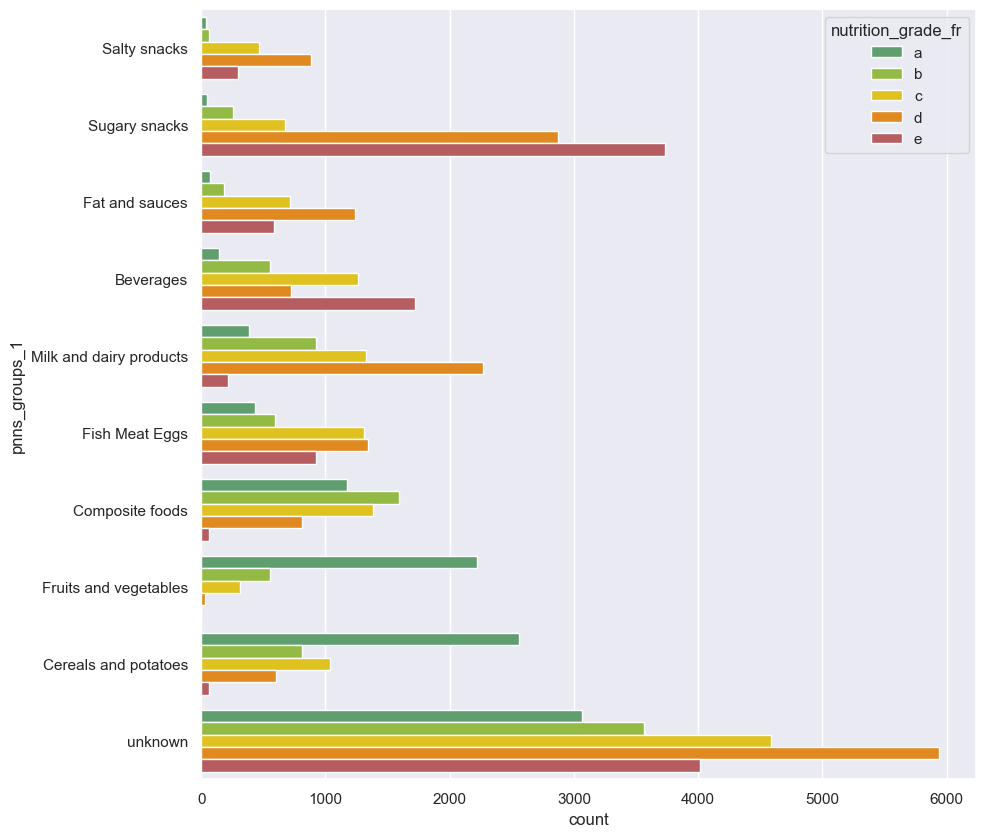 nutrition_grade_fr
a
b
c
d
e
pnns_groups_1
Salty snacks
Sugary snacks
Fat and sauces
Beverages
Milk and dairy products
Fish Meat Eggs
Composite foods
Fruits and vegetables
Cereals and potatoes
unknown
0 1000 2000 3000 4000 5000 6000
count